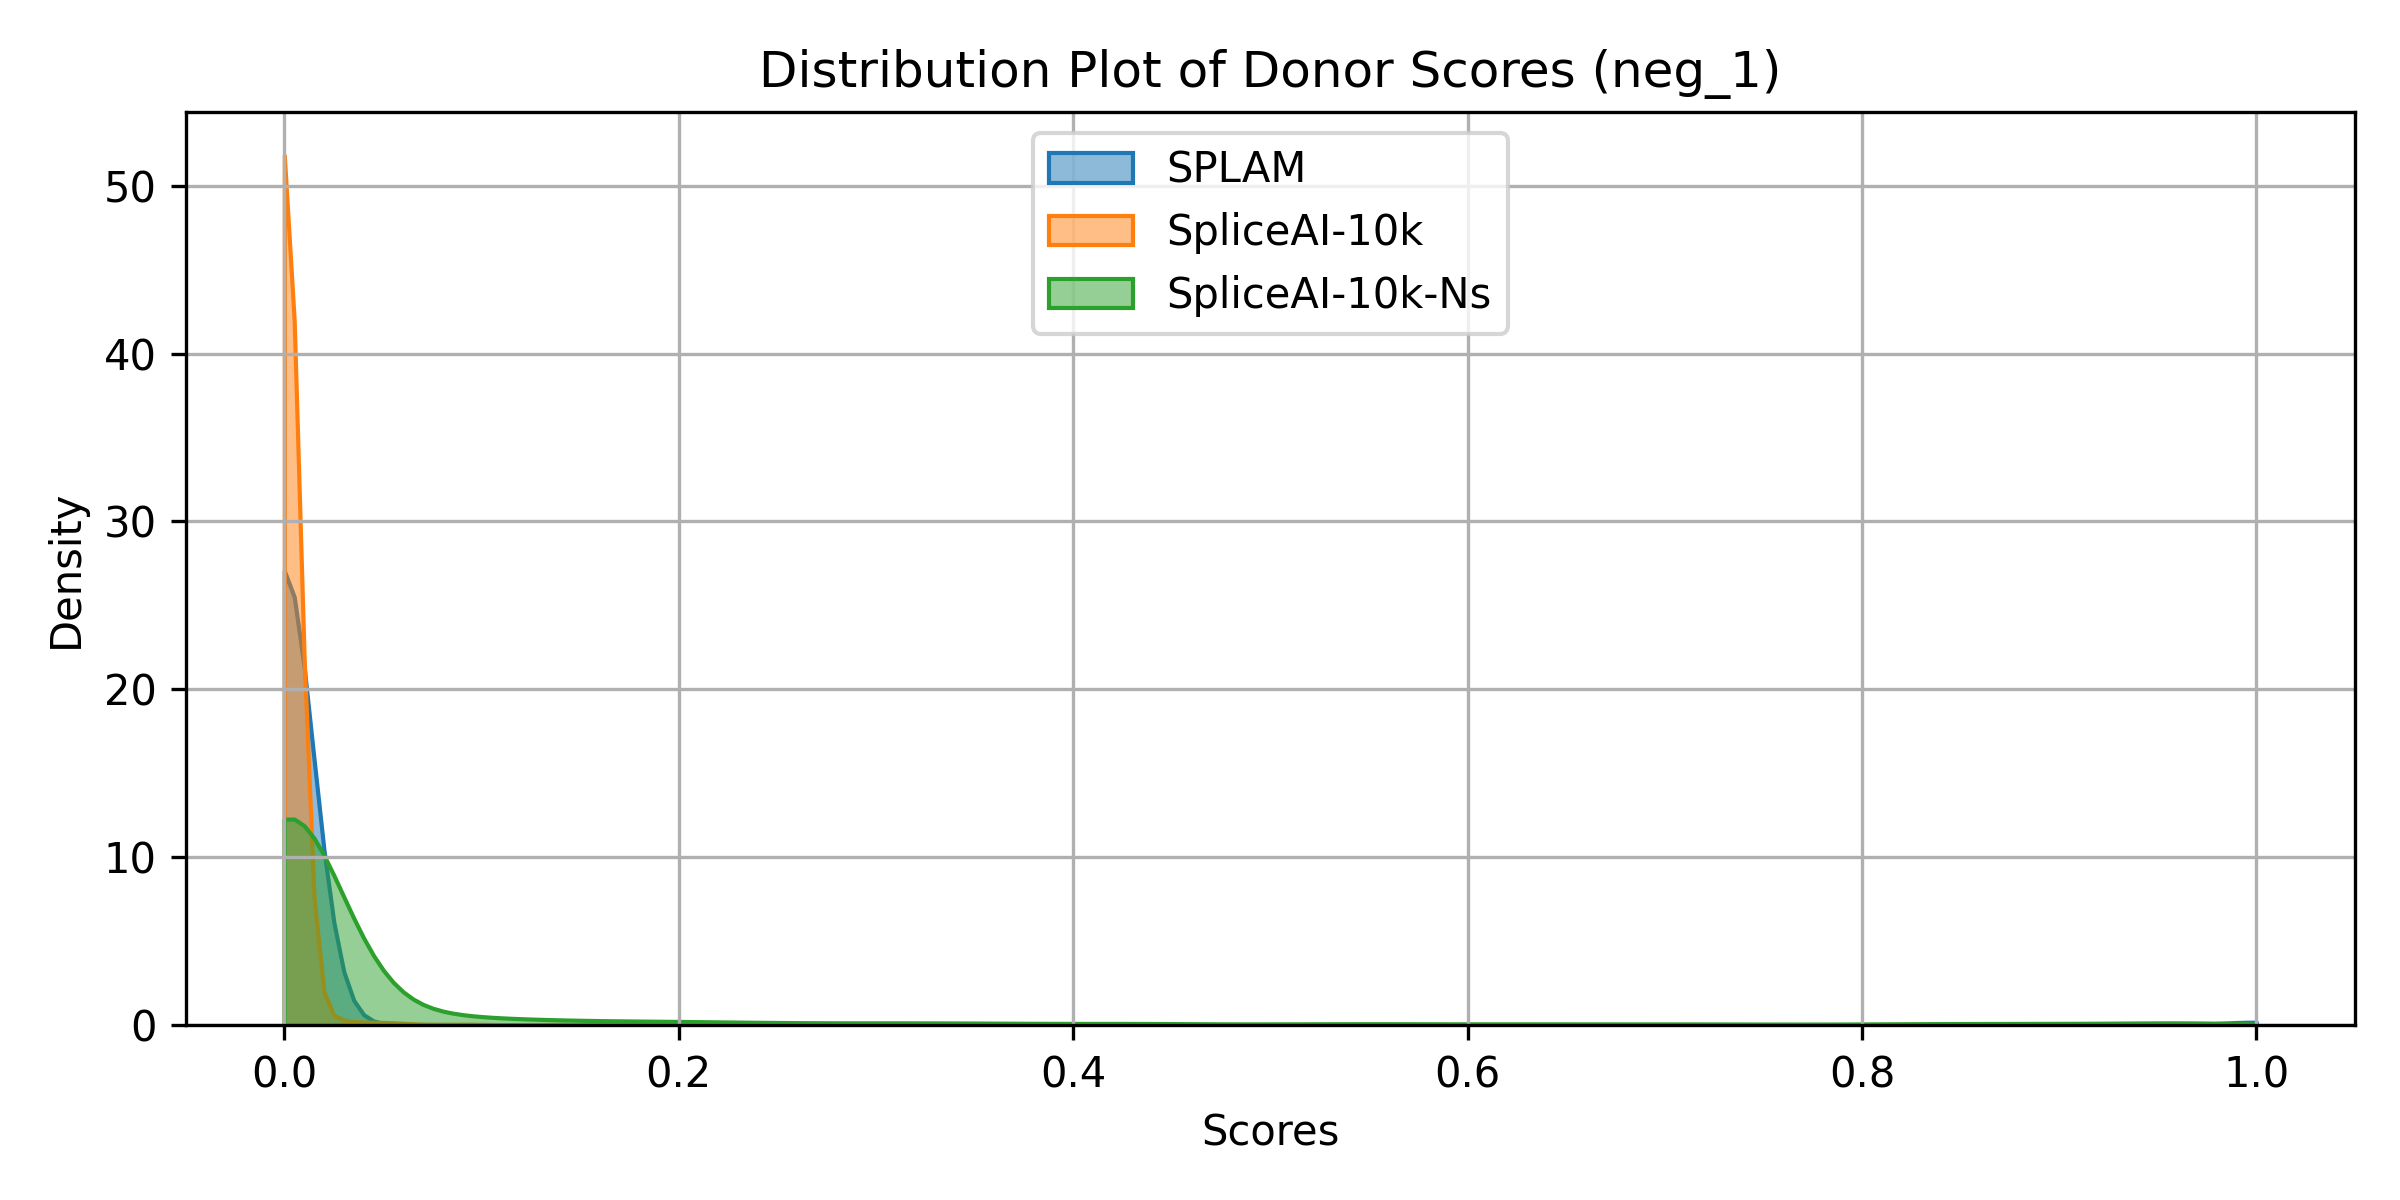 Distribution Plot of Donor Scores (neg_1)
SPLAM
SpliceAI-10k
SpliceAI-10k-Ns
Density
50
40
30
20
10
0
0.0 0.2 0.4 0.6 0.8 1.0
Scores